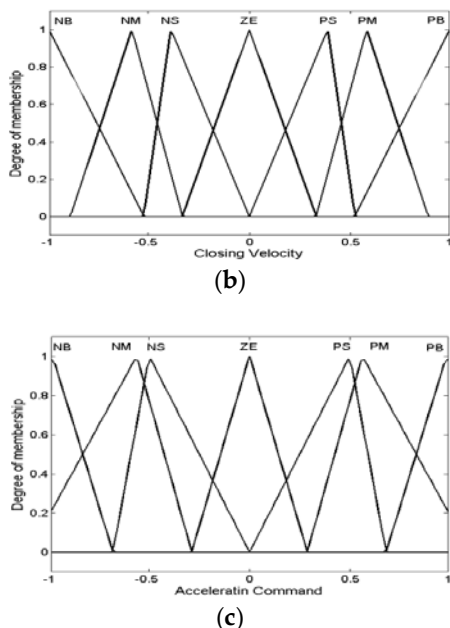 NB NM NS ZE PS PM PB
1
0.8
0.6
0.4
0.2
0
Degree of membership
-1 -0.5 0 0.5 1
Closing Velocity
(b)
NB NM NS ZE PS PM PB
1
0.8
0.6
0.4
0.2
0
Degree of membership
-1 -0.5 0 0.5 1
Acceleratin Command
(c)